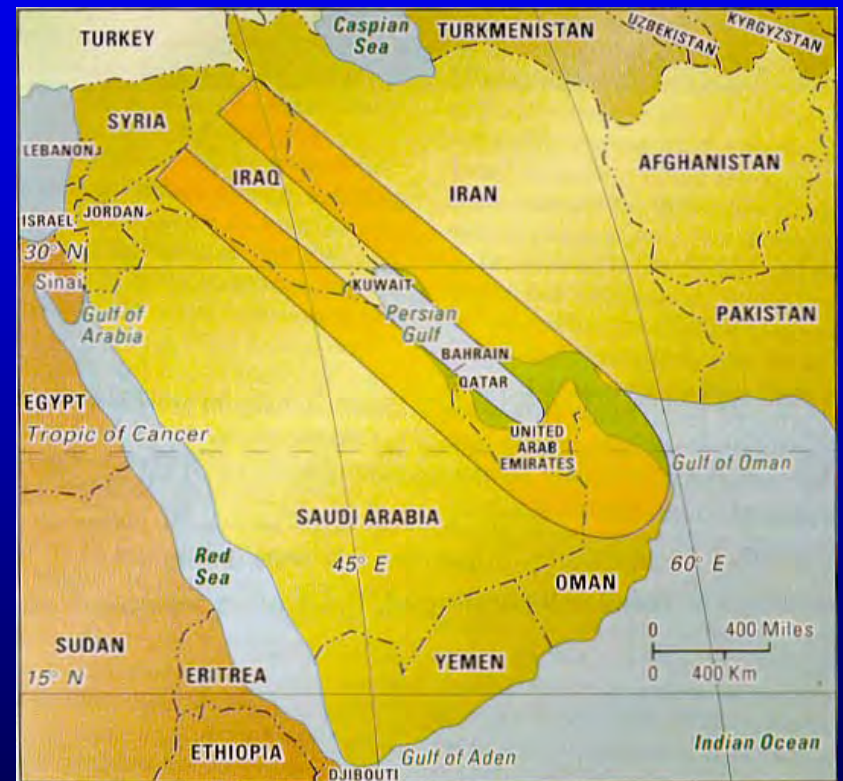 Caspian
Sea
TURKMENISTAN
UZBEKISTAN
KYRGYZSTAN
TURKEY
SYRIA
LEBANON
IRAQ
IRAN
AFGHANISTAN
ISRAEL
JORDAN
30° N
Sinai
KUWAIT
Gulf of
Arabia
Persian
Gulf
PAKISTAN
BAHRAIN
QATAR
EGYPT
Tropic of Cancer
UNITED
ARAB
EMIRATES
Gulf of Oman
SAUDI ARABIA
Red
Sea
45° E
60° E
OMAN
0 400 Miles
0 400 Km
SUDAN
ERITREA
YEMEN
15° N
ETHIOPIA
Gulf of Aden
DJIBOUTI
Indian Ocean